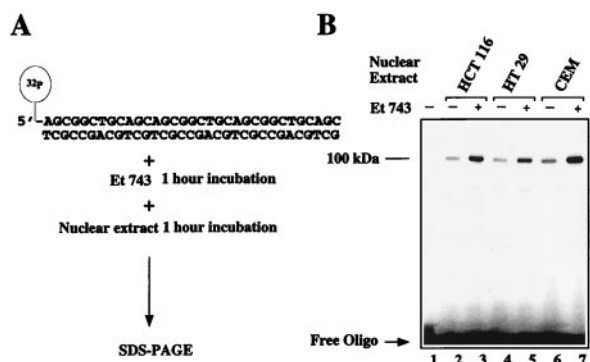 A
32p
5'-AGCGGCTGCAGCAGCGGCTGCAGCGGCTGCAGC
TCGCCGACGTCGTCGCCGACGTCGCCGACGTCG
+
Et 743 1 hour incubation
+
Nuclear extract 1 hour incubation
SDS-PAGE
B
Nuclear Extract
HCT 116
HT 29
CEM
Et 743 − − + − + − +
100 kDa
Free Oligo
1 2 3 4 5 6 7